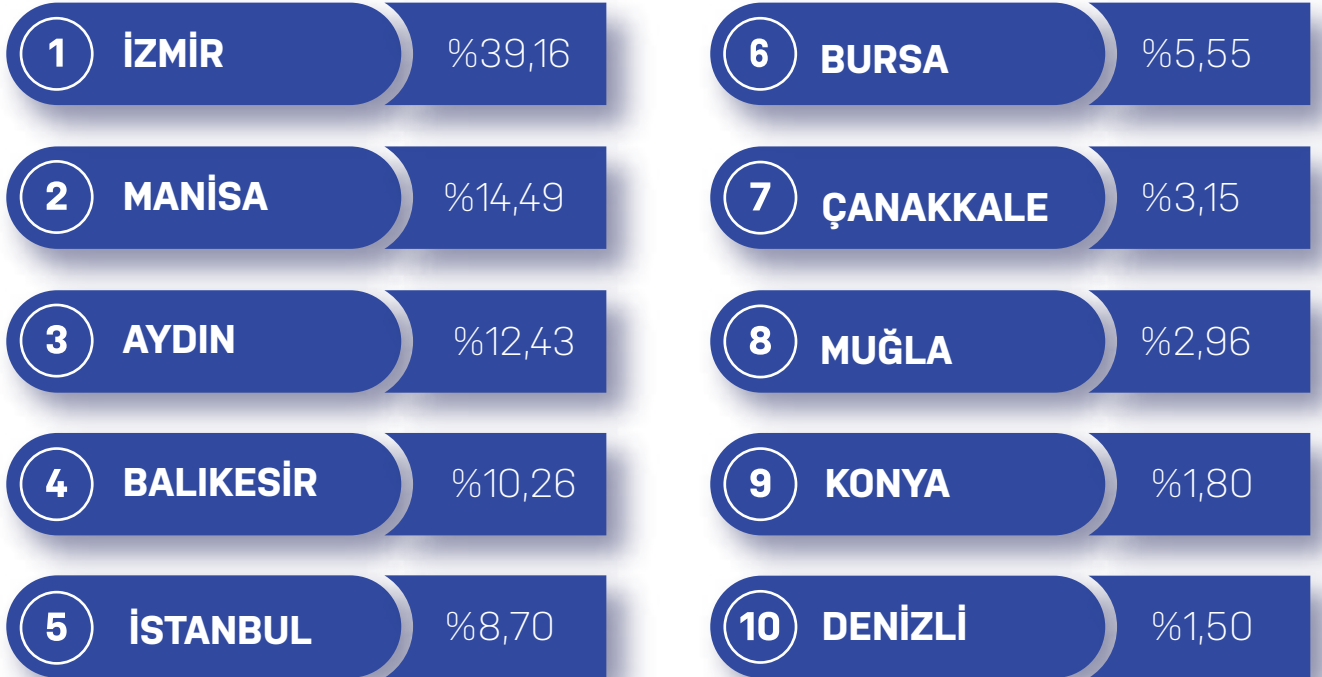 1 İZMİR %39,16
2 MANİSA %14,49
3 AYDIN %12,43
4 BALIKESİR %10,26
5 İSTANBUL %8,70
6 BURSA %5,55
7 ÇANAKKALE %3,15
8 MUĞLA %2,96
9 KONYA %1,80
10 DENİZLİ %1,50